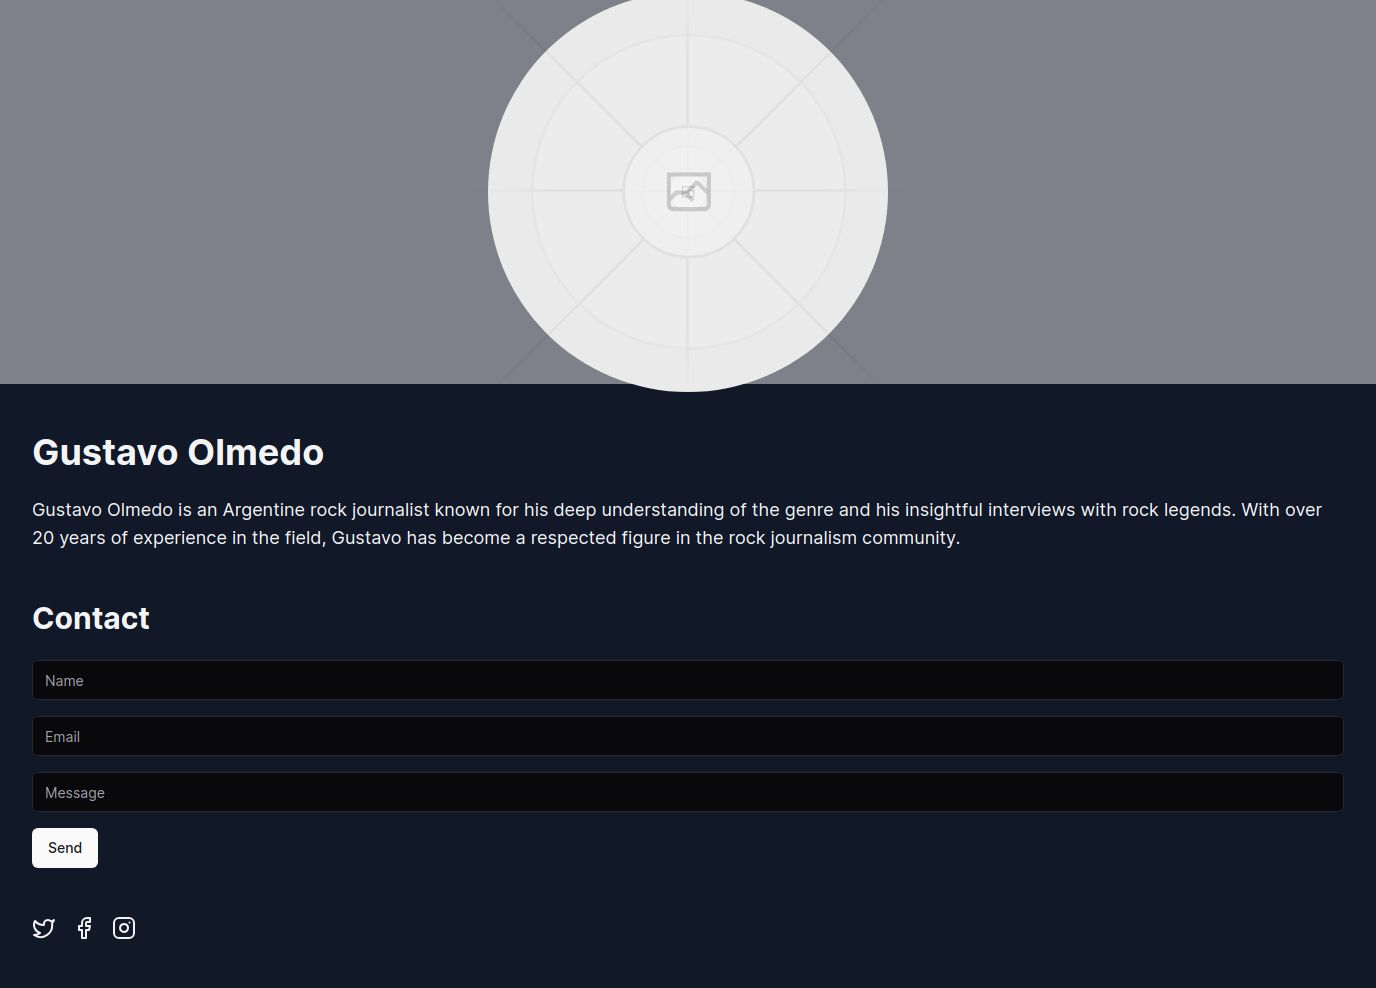 Gustavo Olmedo
Gustavo Olmedo is an Argentine rock journalist known for his deep understanding of the genre and his insightful interviews with rock legends. With over
20 years of experience in the field, Gustavo has become a respected figure in the rock journalism community.
Contact
Name
Email
Message
Send